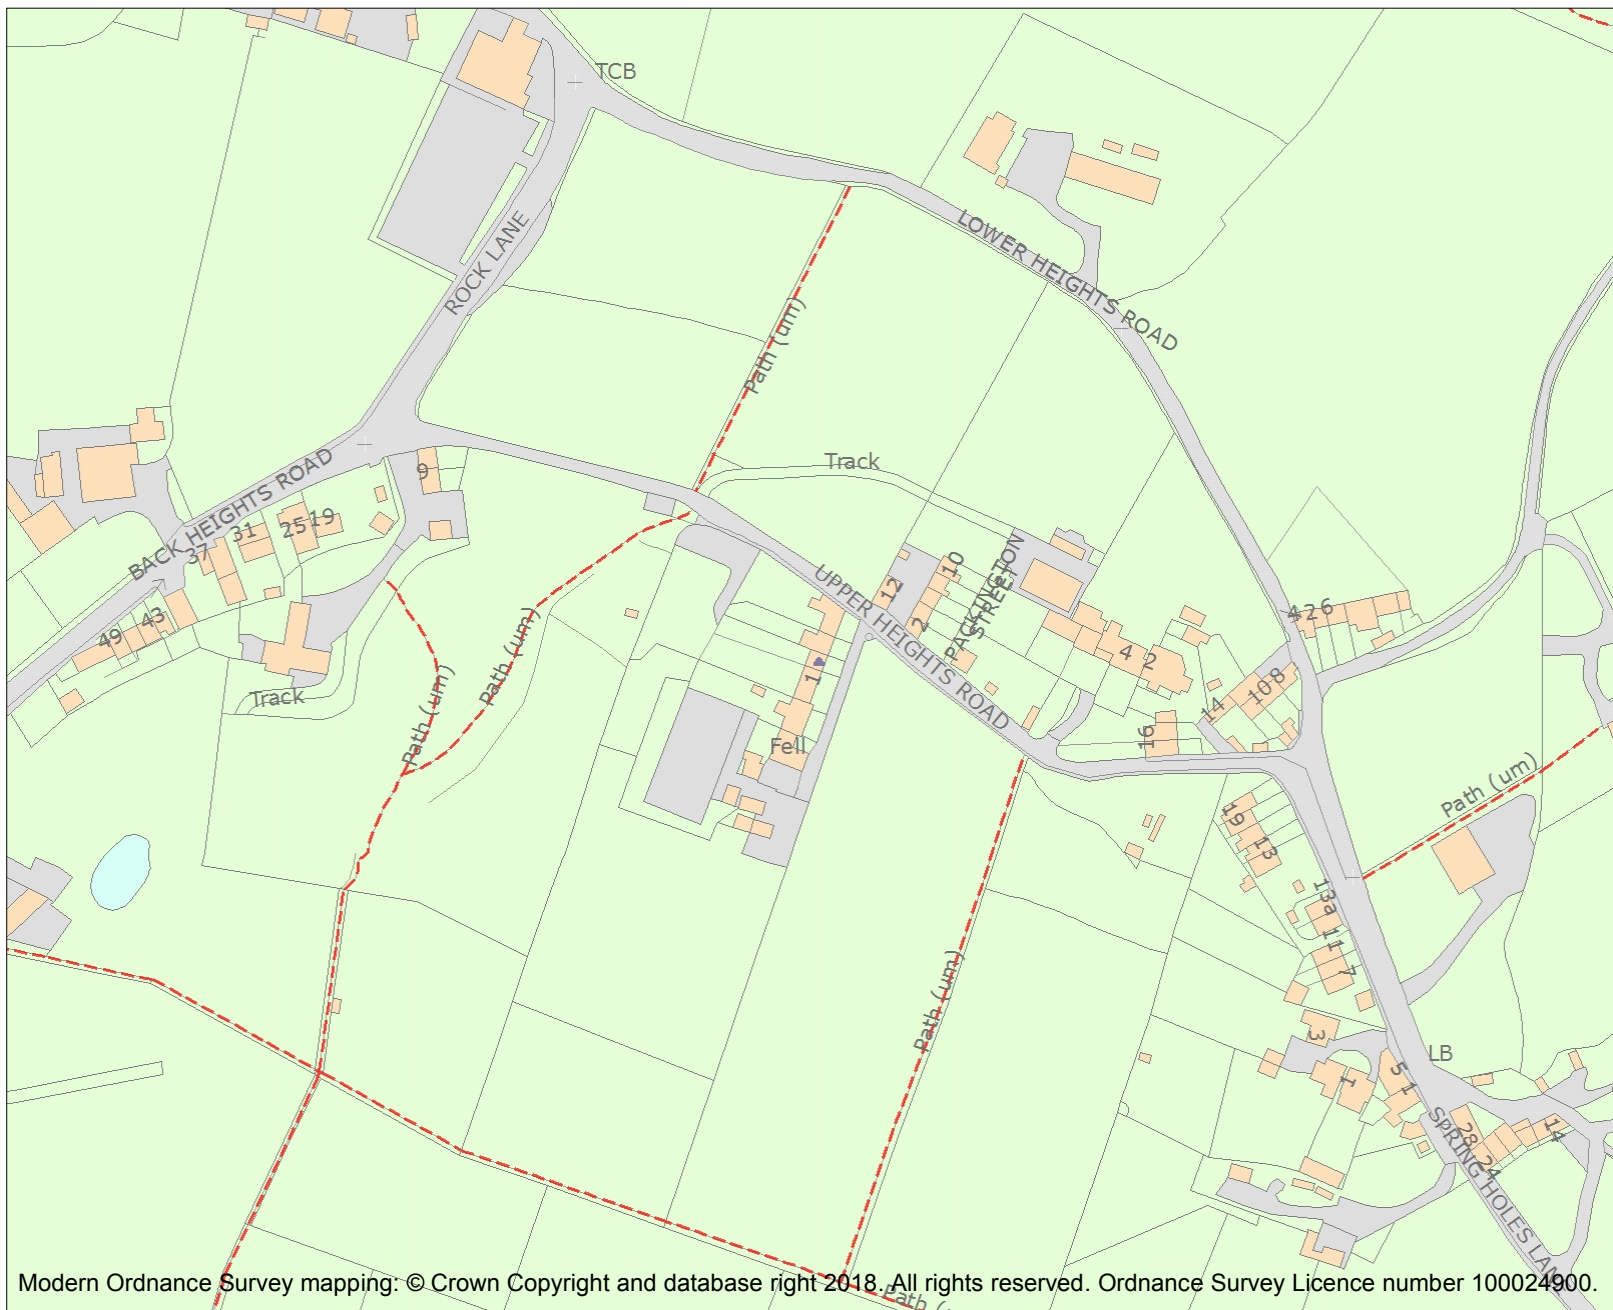 TCB
ROCK LANE
LOWER HEIGHTS ROAD
Path (um)
BACK HEIGHTS ROAD
9
Track
37
31
25
19
49
43
Track
Path (um)
Path (um)
UPPER HEIGHTS ROAD
12
10
2
PACKINGTON
STREET
4
2
1
Fell
16
14
10
8
4
2
6
Path (um)
19
13
13a
11
7
Path (um)
3
1
5
1
LB
28
24
14
SPRING HOLES LANE
Modern Ordnance Survey mapping: © Crown Copyright and database right 2018. All rights reserved. Ordnance Survey Licence number 100024900.